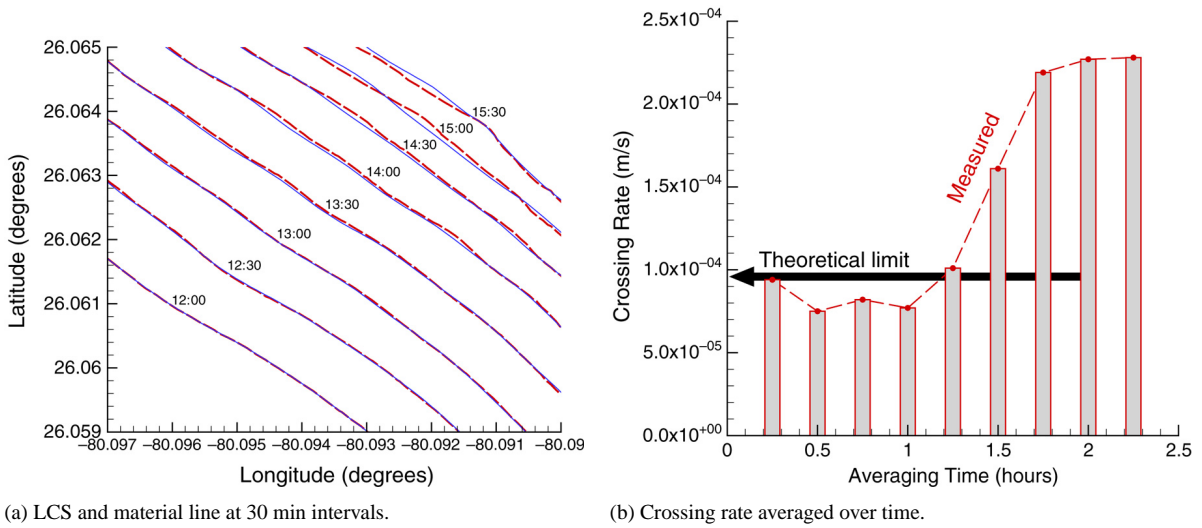 26.065
26.064
26.063
26.062
26.061
26.06
26.059
Latitude (degrees)
15:30
15:00
14:30
14:00
13:30
13:00
12:30
12:00
−80.097 −80.096 −80.095 −80.094 −80.093 −80.092 −80.091 −80.09
Longitude (degrees)
(a) LCS and material line at 30 min intervals.
2.5x10⁻⁰⁴
2.0x10⁻⁰⁴
1.5x10⁻⁰⁴
1.0x10⁻⁰⁴
5.0x10⁻⁰⁵
0.0x10⁺⁰⁰
Crossing Rate (m/s)
Measured
Theoretical limit
0 0.5 1 1.5 2 2.5
Averaging Time (hours)
(b) Crossing rate averaged over time.